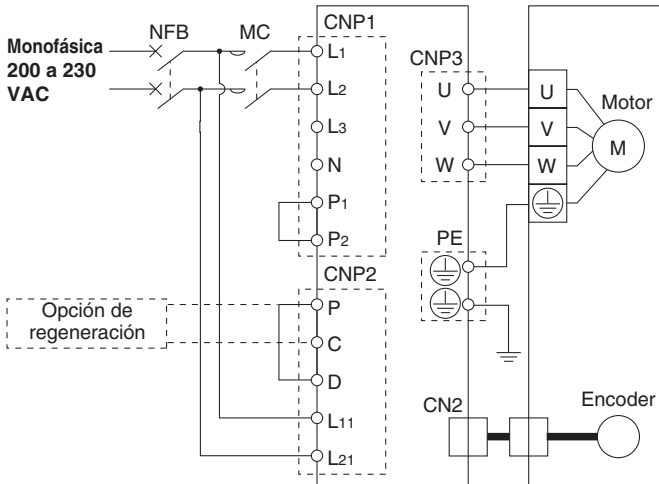 NFB
MC
CNP1
Monofásica
200 a 230
VAC
L1
L2
L3
N
P1
P2
CNP3
U
V
W
U
V
W
Motor
M
PE
CNP2
Opción de
regeneración
P
C
D
L11
L21
CN2
Encoder